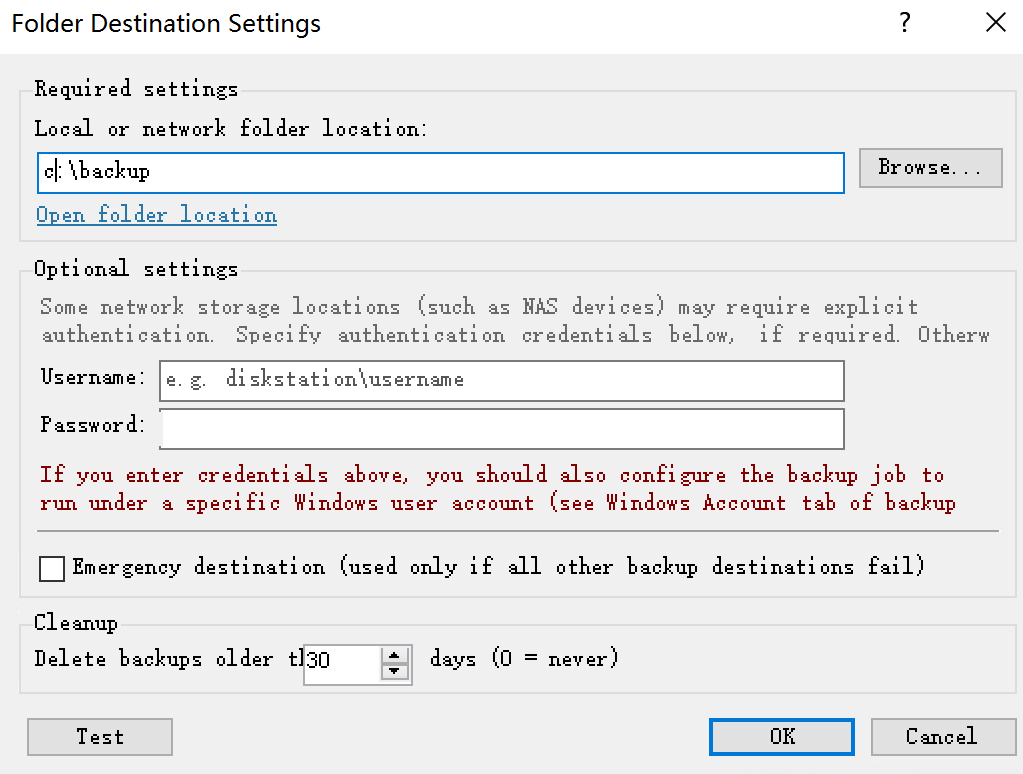 Folder Destination Settings
?
Required settings
Local or network folder location:
c:\backup
Browse...
Open folder location
Optional settings
Some network storage locations (such as NAS devices) may require explicit
authentication. Specify authentication credentials below, if required. Otherw
Username: e.g. diskstation\username
Password:
If you enter credentials above, you should also configure the backup job to
run under a specific Windows user account (see Windows Account tab of backup
Emergency destination (used only if all other backup destinations fail)
Cleanup
Delete backups older th 30 days (0 = never)
Test
OK
Cancel